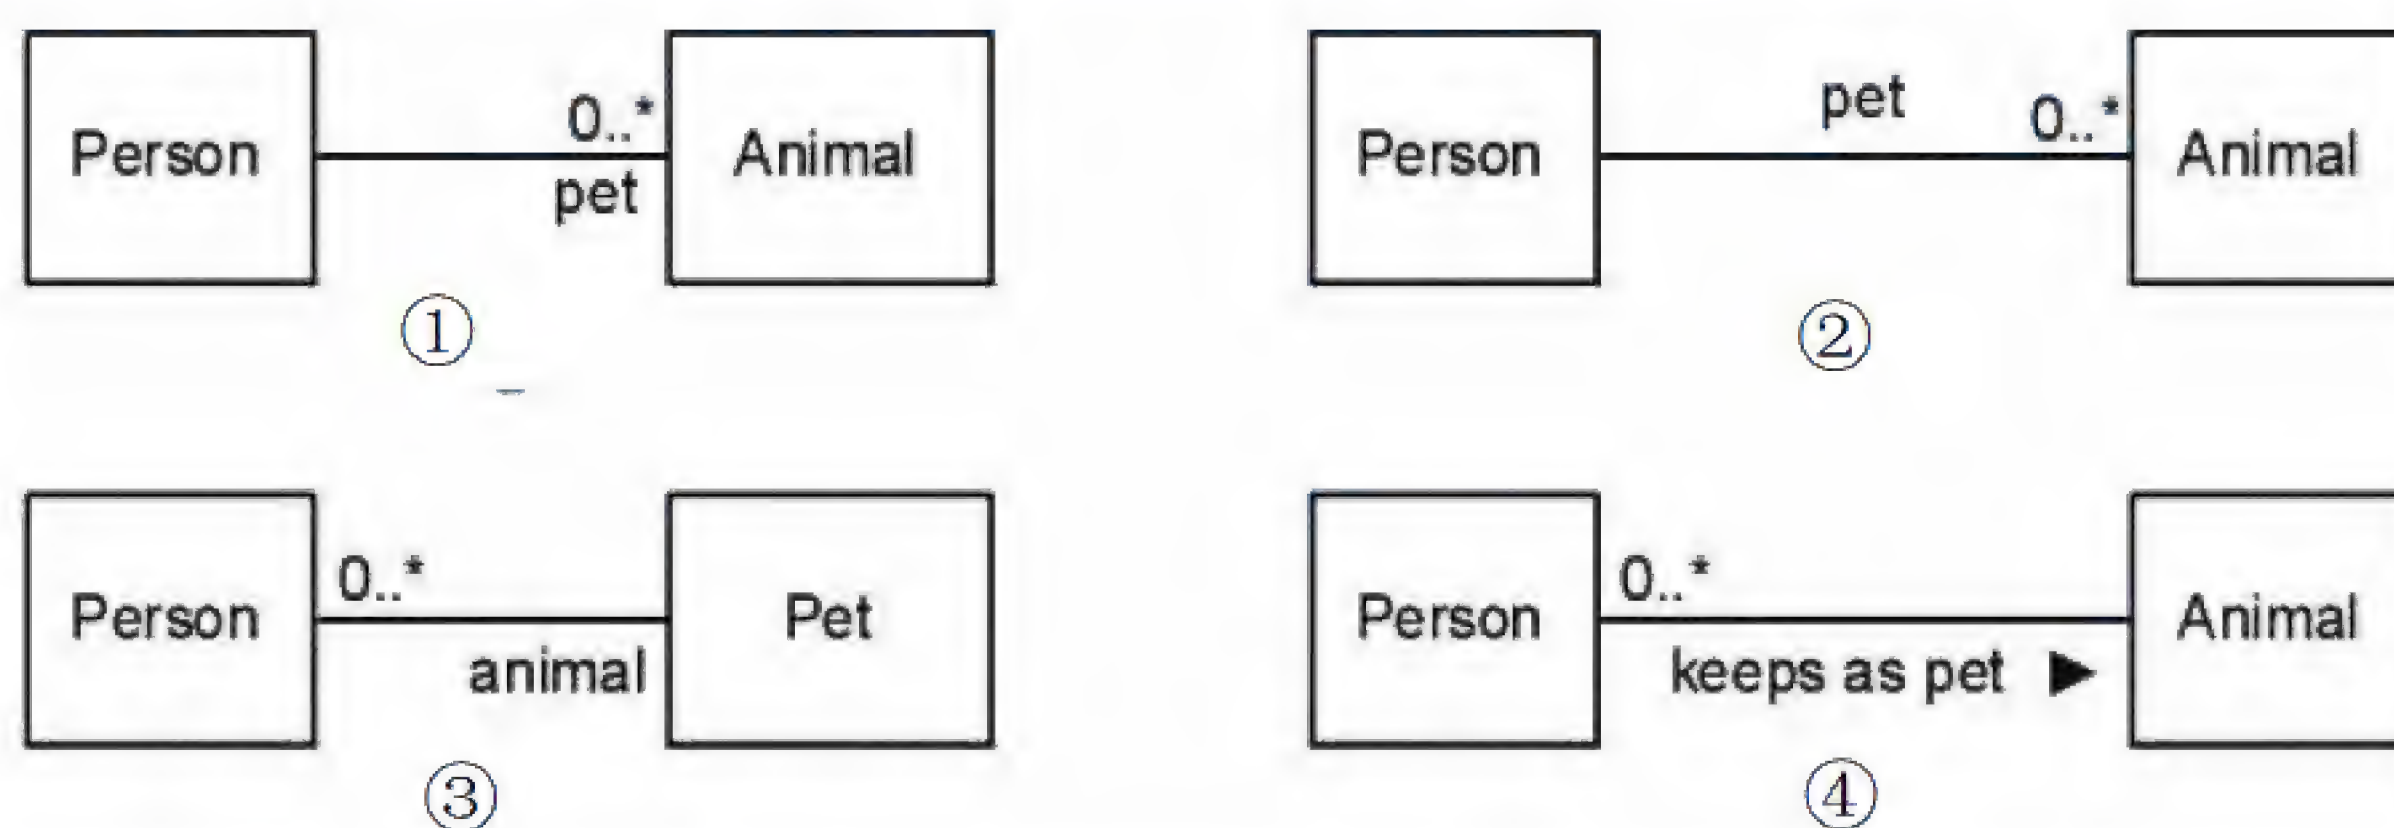 0..*
Person Animal
pet
①
pet 0..*
Person Animal
②
0..*
Person Pet
animal
③
0..*
Person Animal
keeps as pet ▶
④